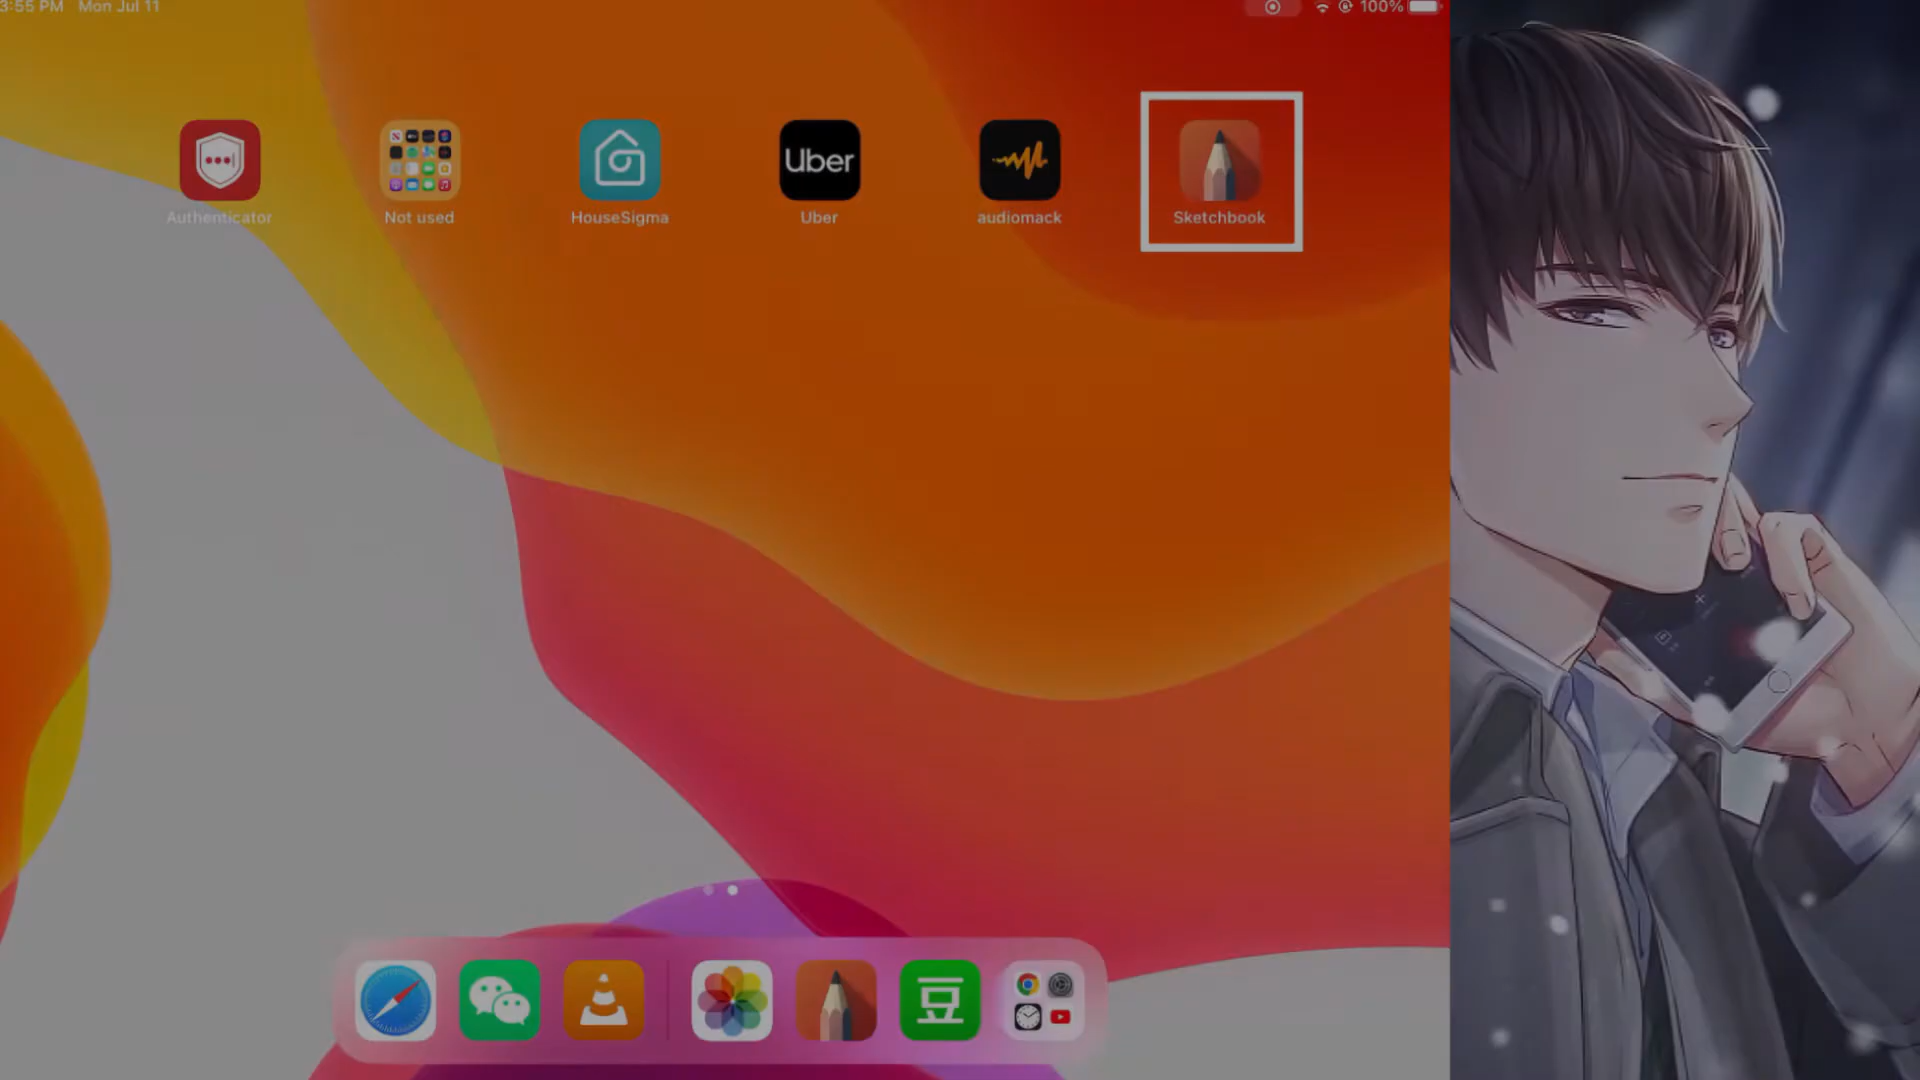 3:55 PM Mon Jul 11
100%
Uber
Authenticator
Not used
HouseSigma
Uber
audiomack
Sketchbook
豆